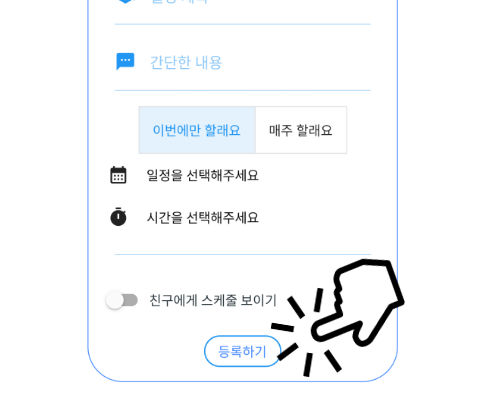 간단한 내용
이번에만 할래요 매주 할래요
일정을 선택해주세요
시간을 선택해주세요
친구에게 스케줄 보이기
등록하기